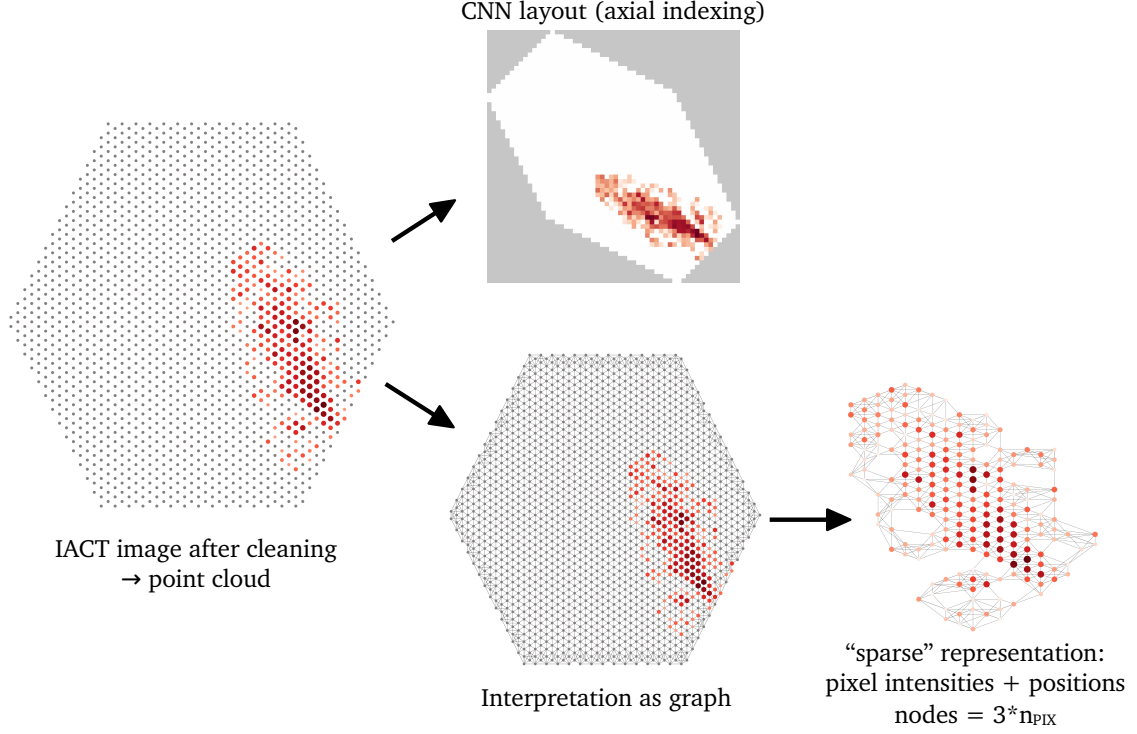 CNN layout (axial indexing)
IACT image after cleaning
→ point cloud
Interpretation as graph
“sparse” representation:
pixel intensities + positions
nodes = 3*nPIX